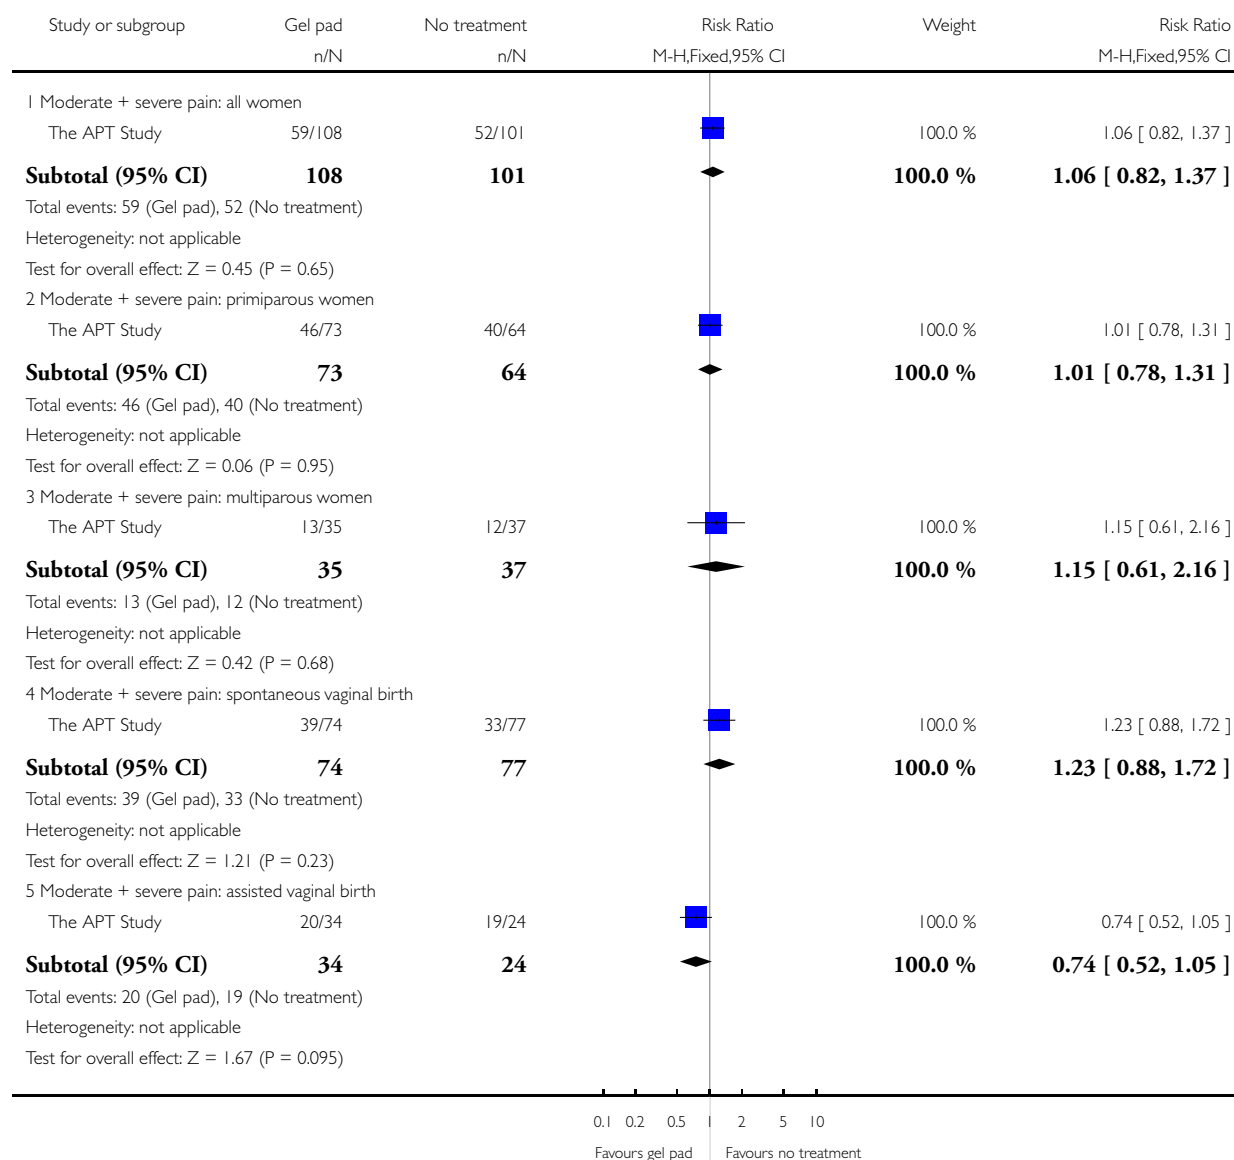 Study or subgroup Gel pad No treatment Risk Ratio Weight Risk Ratio
n/N n/N M-H,Fixed,95% CI M-H,Fixed,95% CI
1 Moderate + severe pain: all women
The APT Study 59/108 52/101 100.0 % 1.06 [ 0.82, 1.37 ]
Subtotal (95% CI) 108 101 100.0 % 1.06 [ 0.82, 1.37 ]
Total events: 59 (Gel pad), 52 (No treatment)
Heterogeneity: not applicable
Test for overall effect: Z = 0.45 (P = 0.65)
2 Moderate + severe pain: primiparous women
The APT Study 46/73 40/64 100.0 % 1.01 [ 0.78, 1.31 ]
Subtotal (95% CI) 73 64 100.0 % 1.01 [ 0.78, 1.31 ]
Total events: 46 (Gel pad), 40 (No treatment)
Heterogeneity: not applicable
Test for overall effect: Z = 0.06 (P = 0.95)
3 Moderate + severe pain: multiparous women
The APT Study 13/35 12/37 100.0 % 1.15 [ 0.61, 2.16 ]
Subtotal (95% CI) 35 37 100.0 % 1.15 [ 0.61, 2.16 ]
Total events: 13 (Gel pad), 12 (No treatment)
Heterogeneity: not applicable
Test for overall effect: Z = 0.42 (P = 0.68)
4 Moderate + severe pain: spontaneous vaginal birth
The APT Study 39/74 33/77 100.0 % 1.23 [ 0.88, 1.72 ]
Subtotal (95% CI) 74 77 100.0 % 1.23 [ 0.88, 1.72 ]
Total events: 39 (Gel pad), 33 (No treatment)
Heterogeneity: not applicable
Test for overall effect: Z = 1.21 (P = 0.23)
5 Moderate + severe pain: assisted vaginal birth
The APT Study 20/34 19/24 100.0 % 0.74 [ 0.52, 1.05 ]
Subtotal (95% CI) 34 24 100.0 % 0.74 [ 0.52, 1.05 ]
Total events: 20 (Gel pad), 19 (No treatment)
Heterogeneity: not applicable
Test for overall effect: Z = 1.67 (P = 0.095)
0.1 0.2 0.5 1 2 5 10
Favours gel pad Favours no treatment